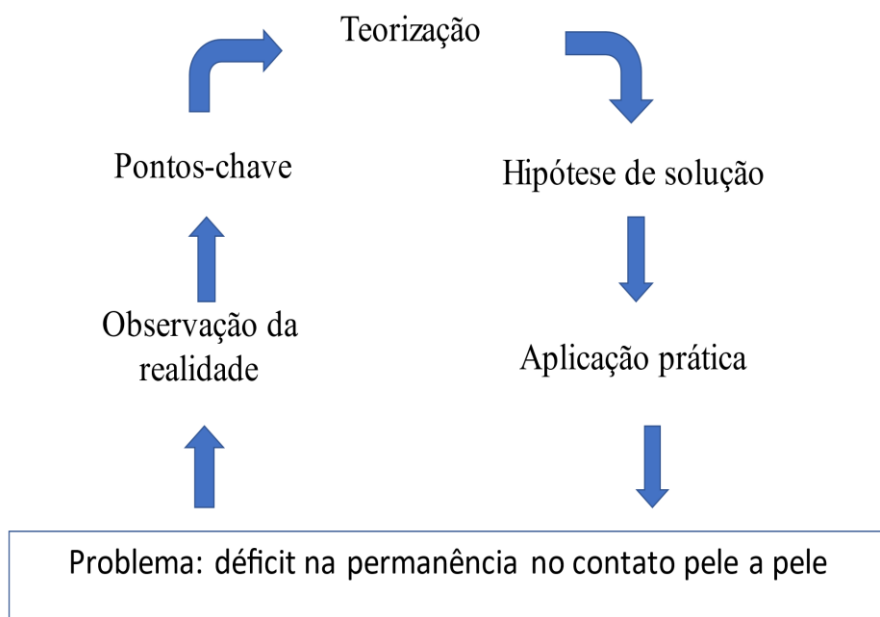 Teorização
Pontos-chave
Hipótese de solução
Observação da
realidade
Aplicação prática
Problema: déficit na permanência no contato pele a pele